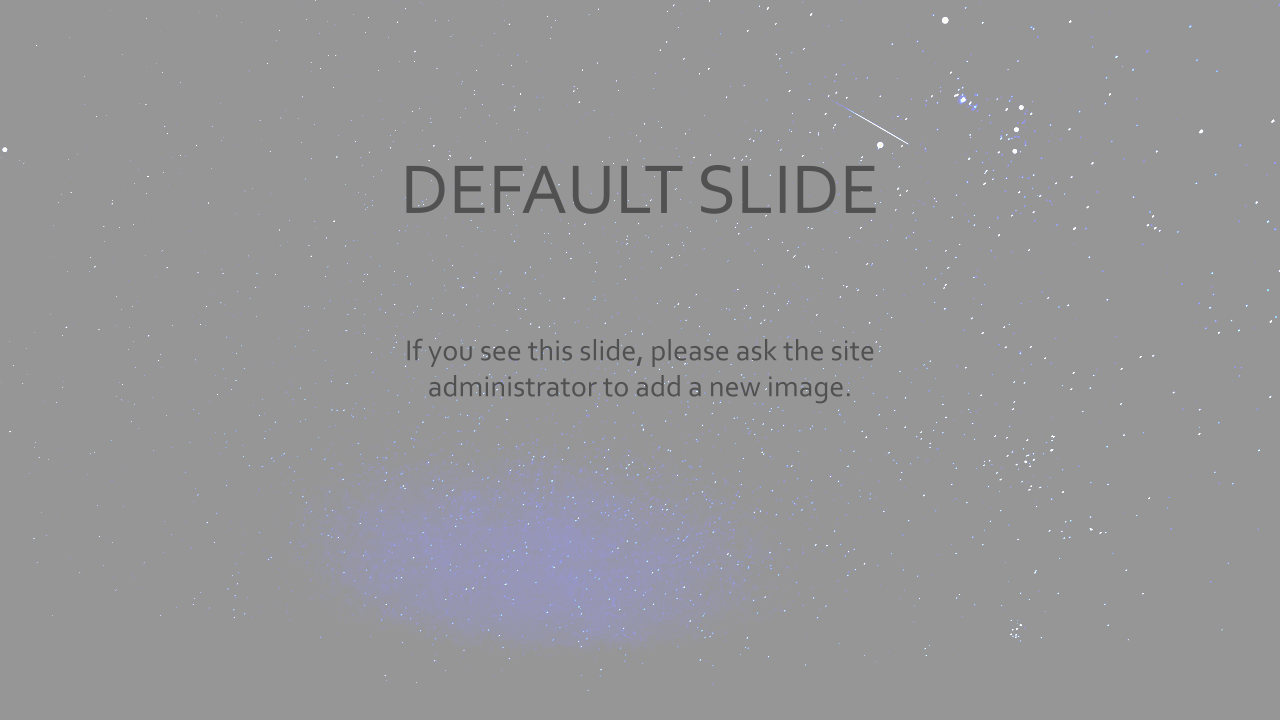 DEFAULT SLIDE
If you see this slide, please ask the site
administrator to add a new image.